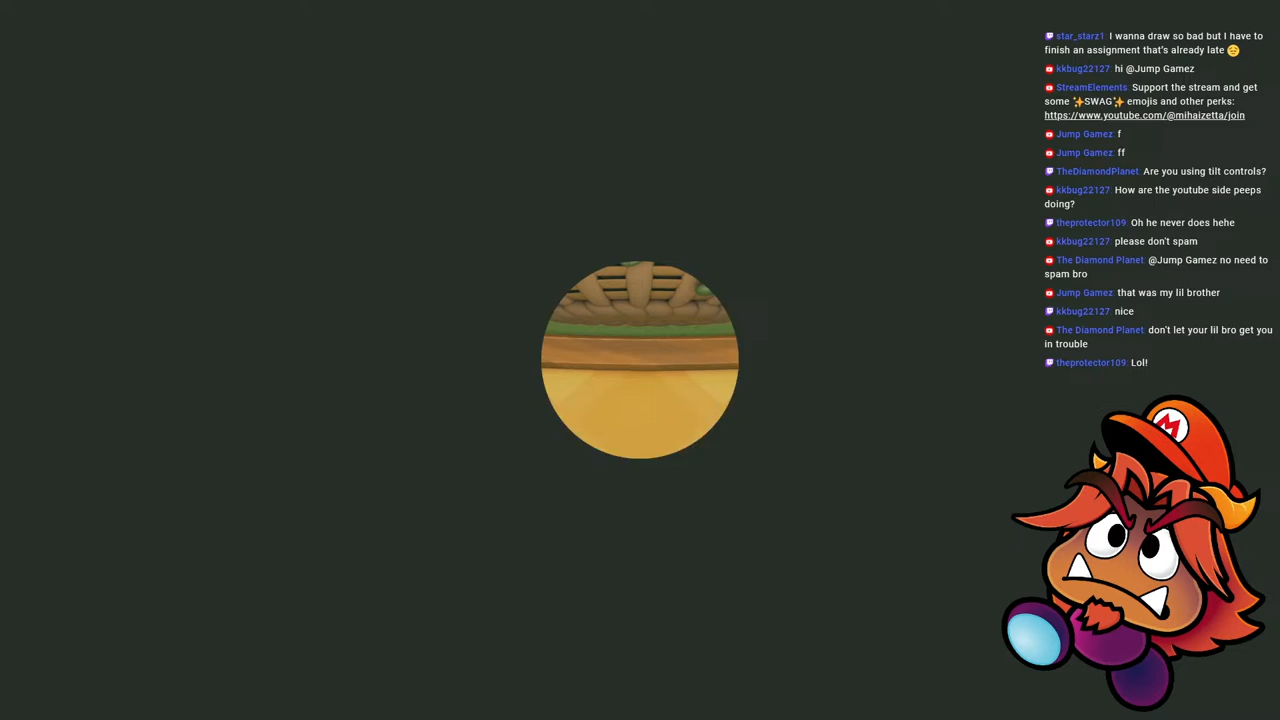 star_starz1 I wanna draw so bad but I have to
finish an assignment that's already late 😔
kkbug22127: hi @Jump Gamez
StreamElements: Support the stream and get
some ✨SWAG✨ emojis and other perks:
https://www.youtube.com/@mihaizetta/join
Jump Gamez: f
Jump Gamez: ff
TheDiamondPlanet: Are you using tilt controls?
kkbug22127: How are the youtube side peeps
doing?
theprotector109: Oh he never does hehe
kkbug22127: please don't spam
The Diamond Planet: @Jump Gamez no need to
spam bro
Jump Gamez: that was my lil brother
kkbug22127: nice
The Diamond Planet: don't let your lil bro get you
in trouble
theprotector109: Lol!
M